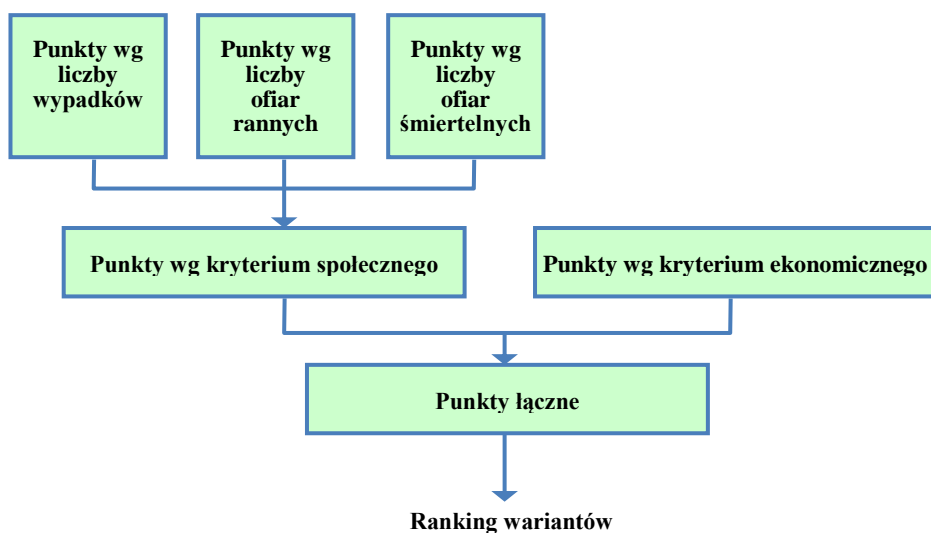 Punkty wg
liczby
wypadków
Punkty wg
liczby
ofiar
rannych
Punkty wg
liczby
ofiar
śmiertelnych
Punkty wg kryterium społecznego
Punkty wg kryterium ekonomicznego
Punkty łączne
Ranking wariantów